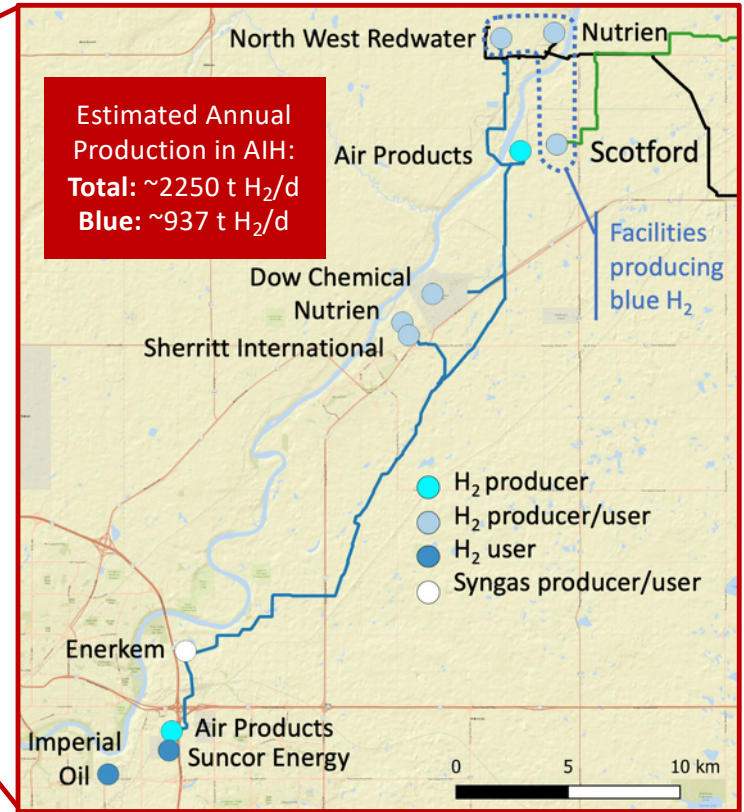 North West Redwater
Nutrien
Estimated Annual
Production in AIH:
Total: ~2250 t H₂/d
Blue: ~937 t H₂/d
Air Products
Scotford
Facilities
producing
blue H₂
Dow Chemical
Nutrien
Sherritt International
H₂ producer
H₂ producer/user
H₂ user
Syngas producer/user
Enerkem
Air Products
Suncor Energy
Imperial
Oil
0 5 10 km